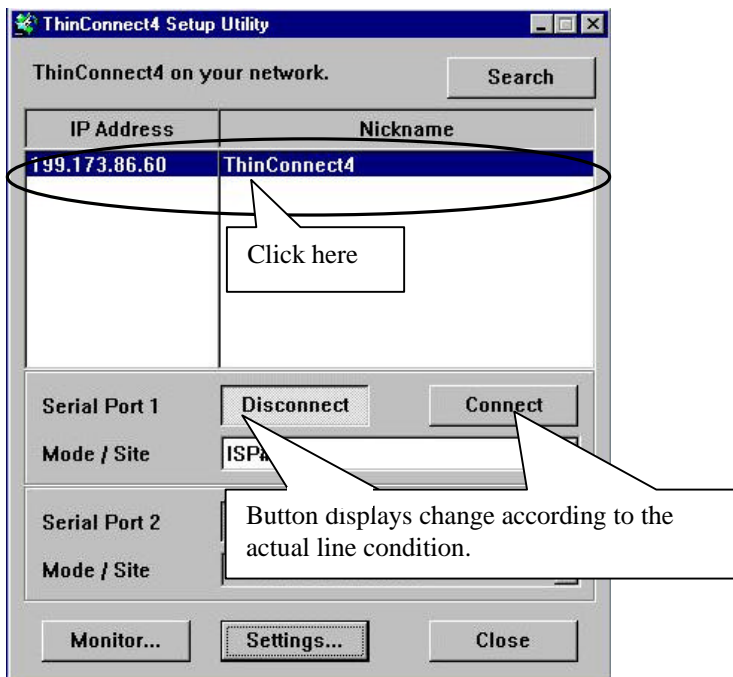 ThinConnect4 Setup Utility
ThinConnect4 on your network.
Search
IP Address Nickname
199.173.86.60 ThinConnect4
Click here
Serial Port 1 Disconnect Connect
Mode / Site
Serial Port 2
Button displays change according to the
actual line condition.
Mode / Site
Monitor... Settings... Close